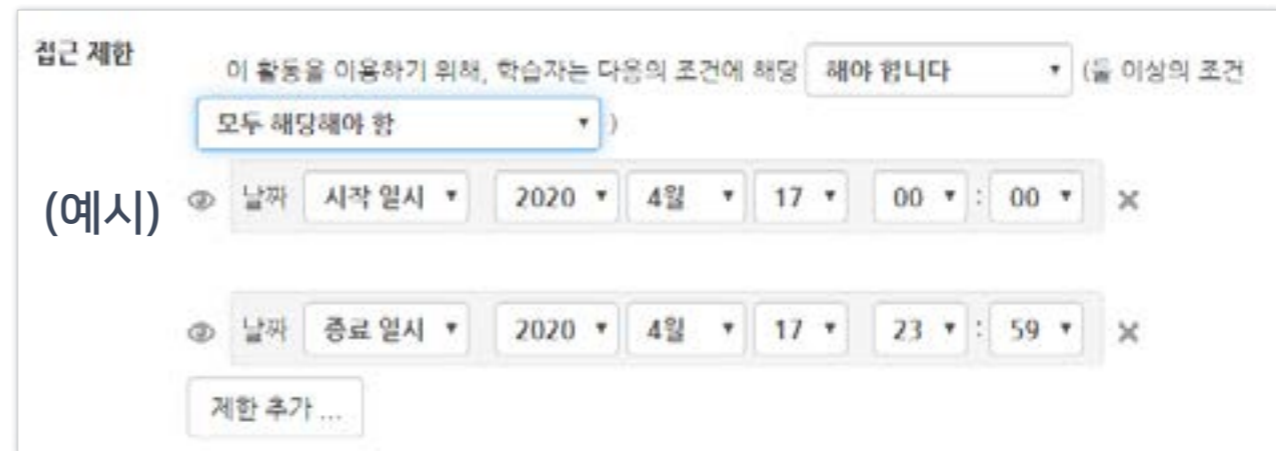 접근 제한
이 활동을 이용하기 위해, 학습자는 다음의 조건에 해당 해야 합니다 (둘 이상의 조건
모두 해당해야 함 )
(예시) 날짜 시작 일시 2020 4월 17 00 : 00
날짜 종료 일시 2020 4월 17 23 : 59
제한 추가 ...